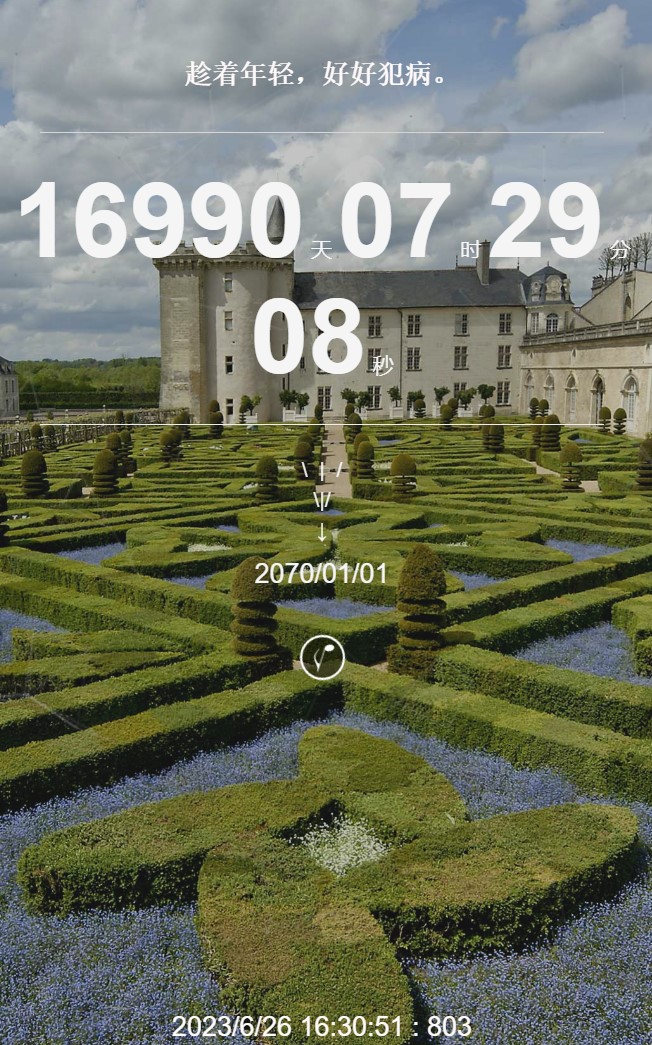 趁着年轻，好好犯病。
16990 天 07 时 29 分
08 秒
\ | /
\|/
↓
2070/01/01
2023/6/26 16:30:51 : 803